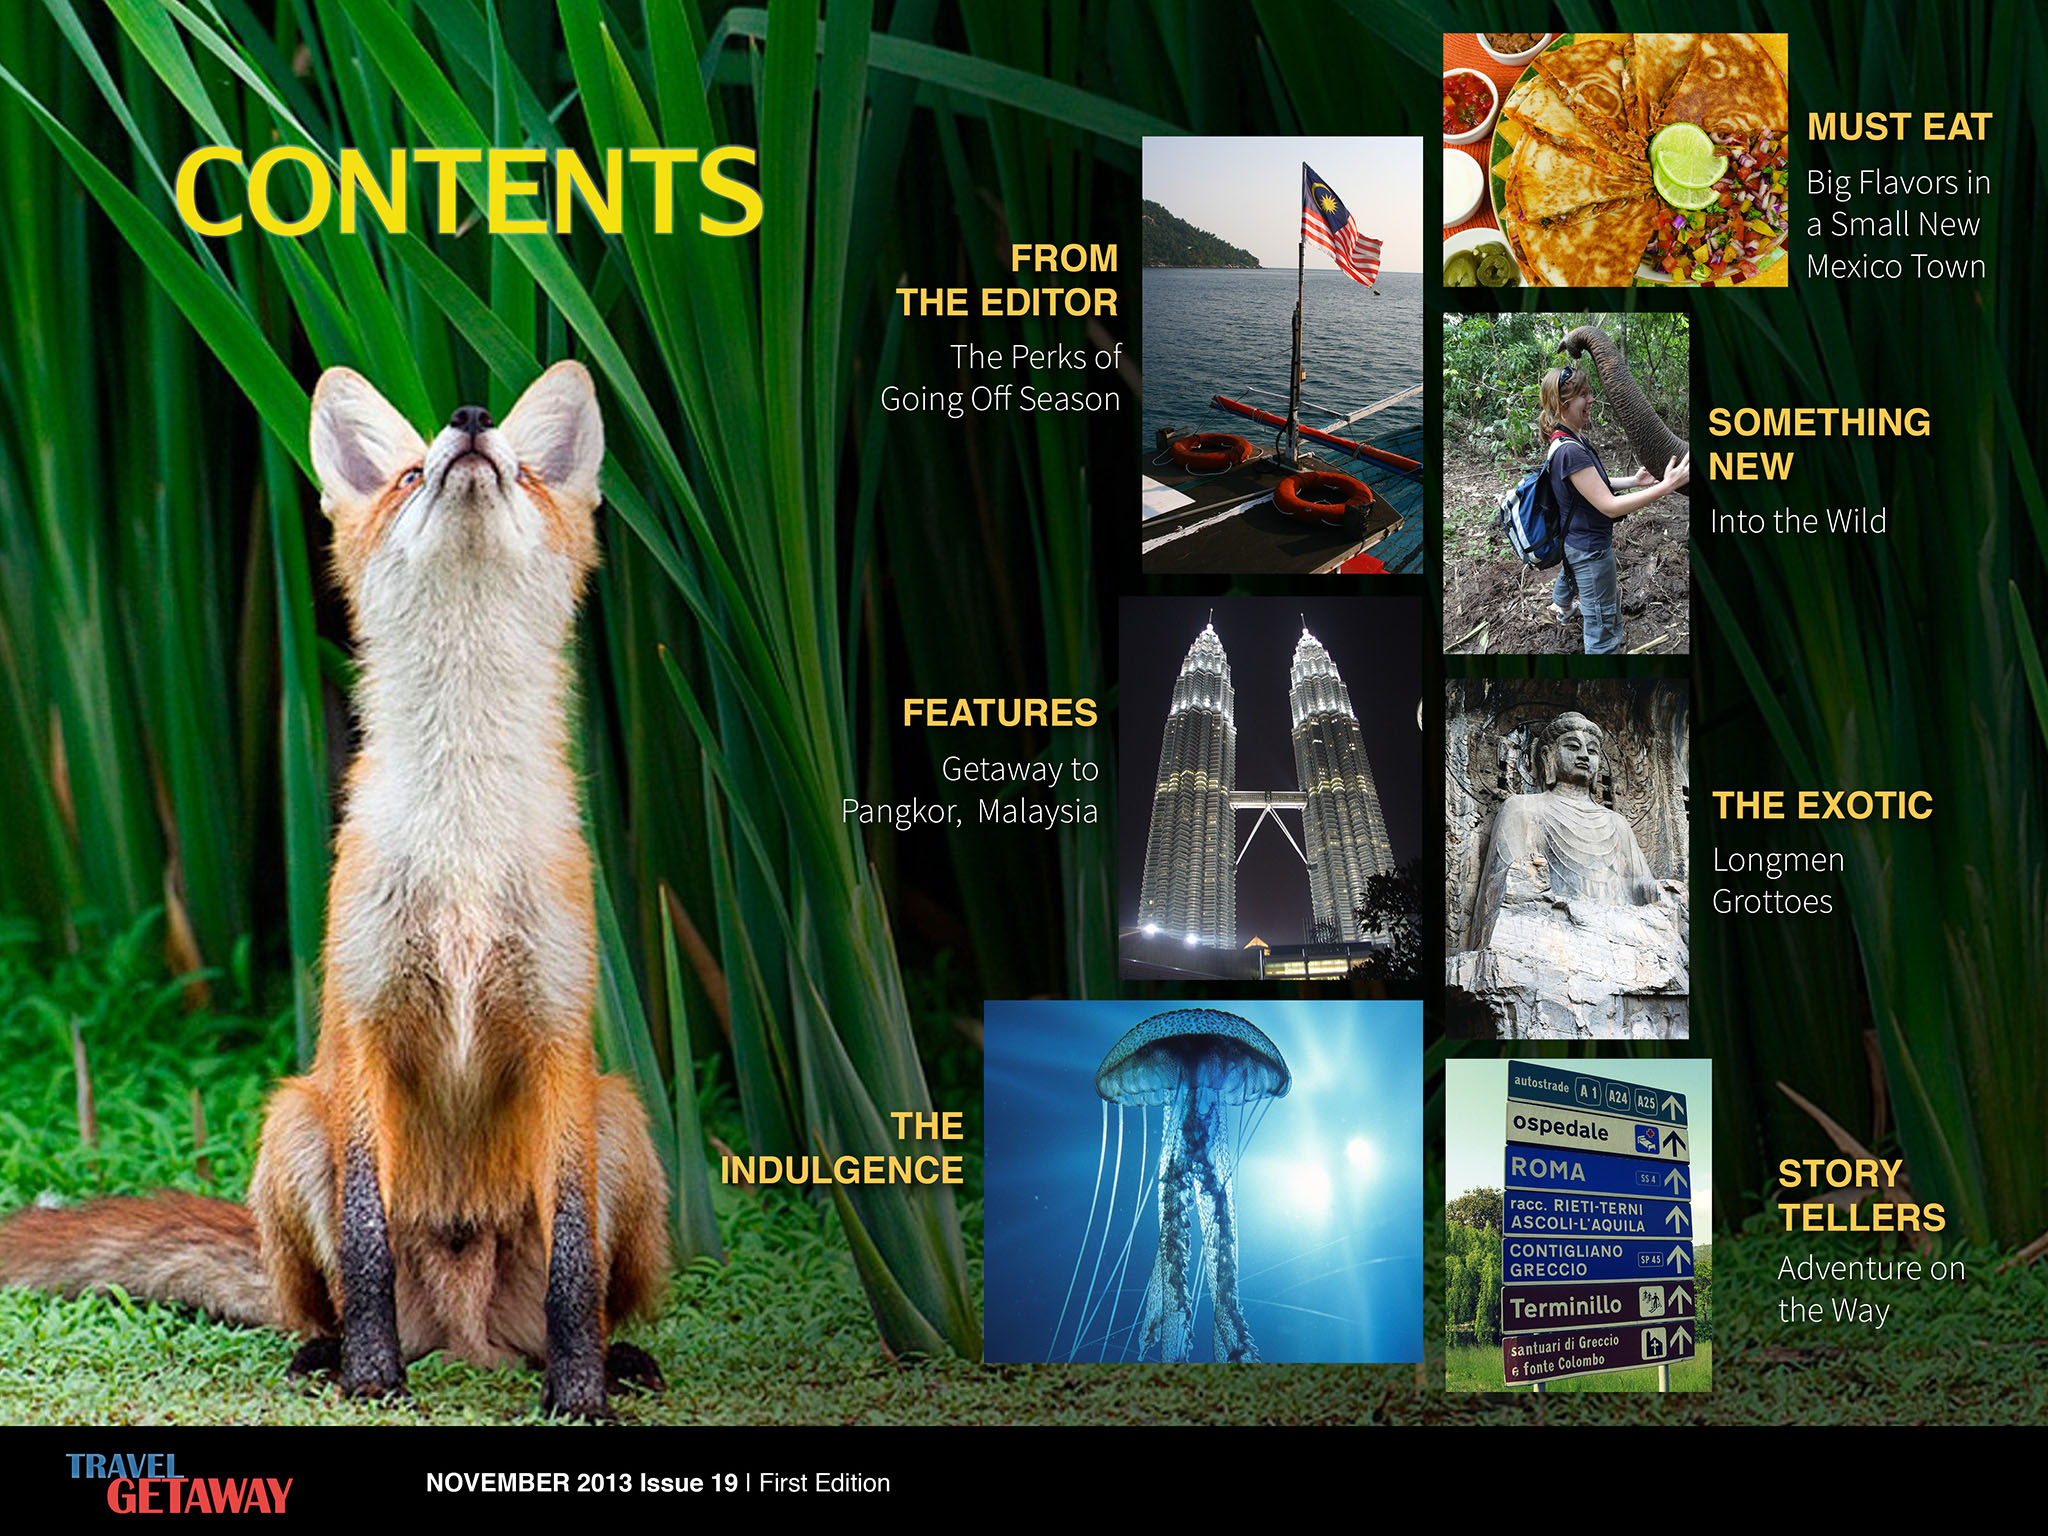 CONTENTS
FROM
THE EDITOR
The Perks of
Going Off Season
FEATURES
Getaway to
Pangkor, Malaysia
THE
INDULGENCE
MUST EAT
Big Flavors in
a Small New
Mexico Town
SOMETHING
NEW
Into the Wild
THE EXOTIC
Longmen
Grottoes
STORY
TELLERS
Adventure on
the Way
autostrade A 1 A24 A25
ospedale
ROMA SS 4
racc. RIETI-TERNI
ASCOLI-L'AQUILA
CONTIGLIANO
GRECCIO SP 45
Terminillo
santuari di Greccio
e fonte Colombo
TRAVEL
GETAWAY
NOVEMBER 2013 Issue 19 | First Edition